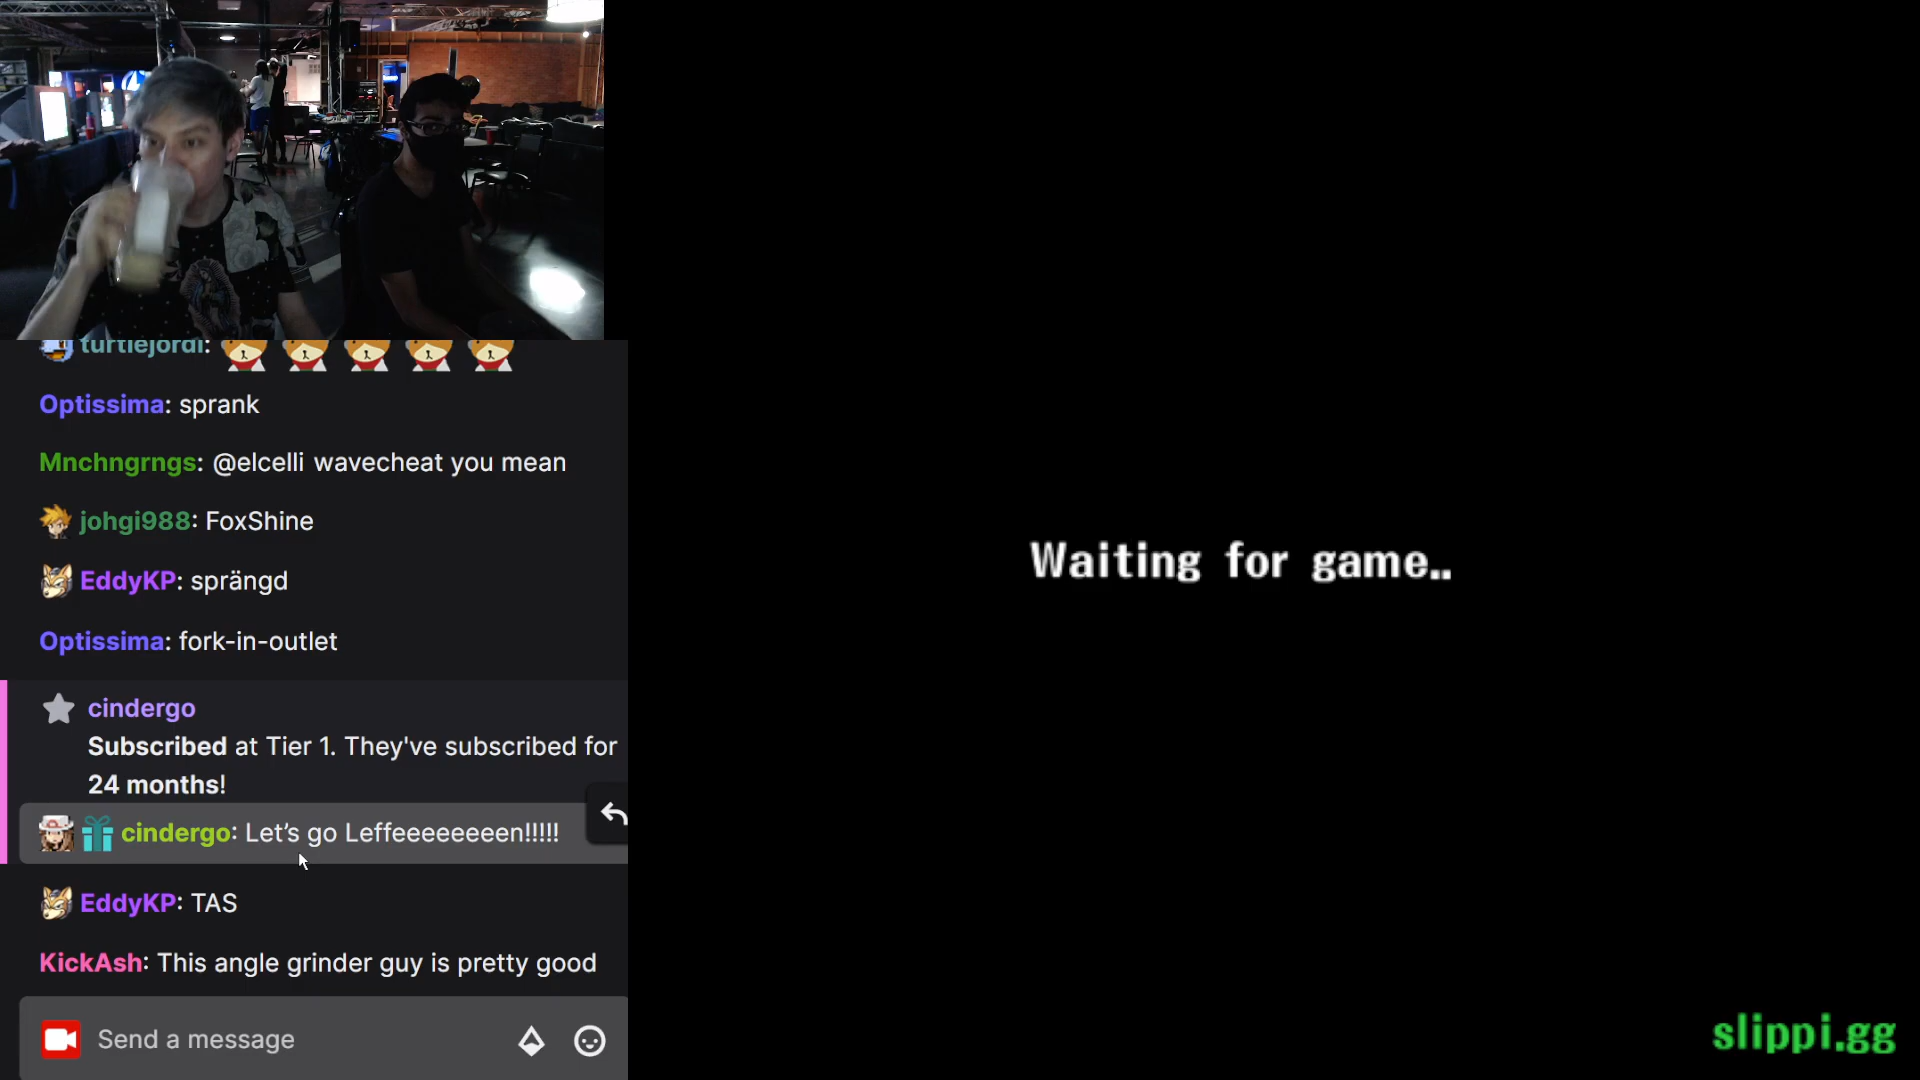 turtlejordi:
Optissima: sprank
Mnchngrngs: @elcelli wavecheat you mean
johgi988: FoxShine
EddyKP: sprängd
Optissima: fork-in-outlet
cindergo
Subscribed at Tier 1. They've subscribed for
24 months!
cindergo: Let's go Leffeeeeeeeen!!!!!
EddyKP: TAS
KickAsh: This angle grinder guy is pretty good
Send a message
Waiting for game..
slippi.gg